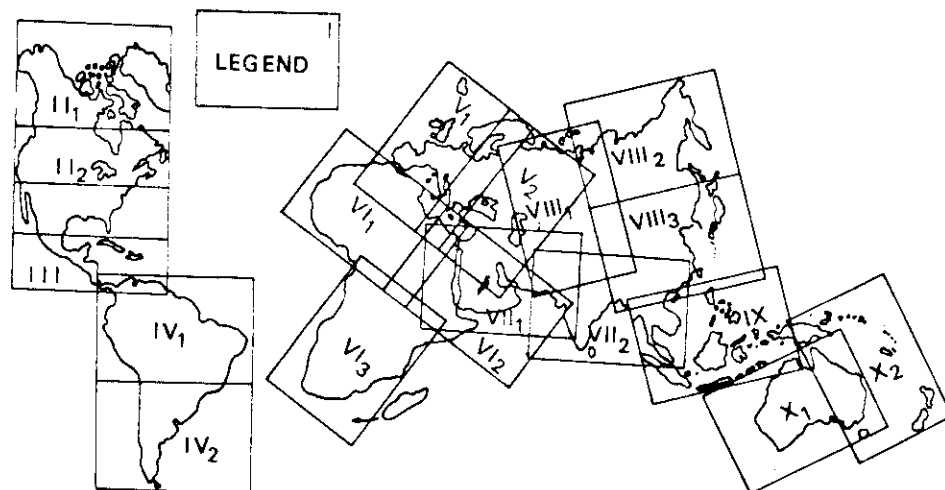 I
LEGEND
II₁
II₂
III
IV₁
IV₂
V₁
V₂
VI₁
VI₂
VI₃
VII₁
VII₂
VIII₁
VIII₂
VIII₃
IX
X₁
X₂